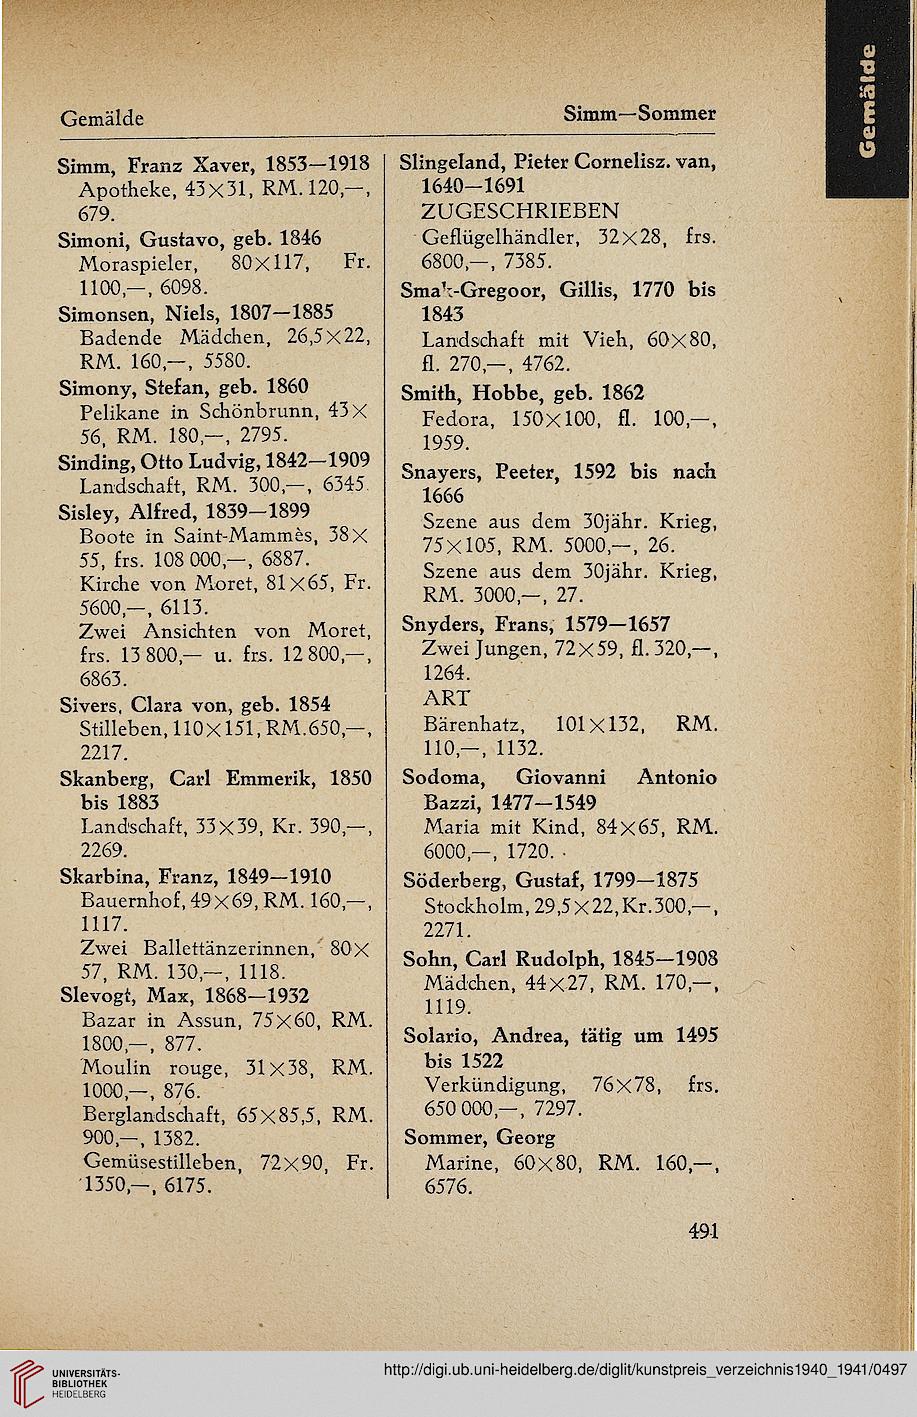 Gemälde
Gemälde
Simm—Sommer
Simm, Franz Xaver, 1853—1918
Apotheke, 43×31, RM. 120,—,
679.
Simoni, Gustavo, geb. 1846
Moraspieler, 80×117, Fr.
1100,—, 6098.
Simonsen, Niels, 1807—1885
Badende Mädchen, 26,5×22,
RM. 160,—, 5580.
Simony, Stefan, geb. 1860
Pelikane in Schönbrunn, 43×
56, RM. 180,—, 2795.
Sinding, Otto Ludvig, 1842—1909
Landschaft, RM. 300,—, 6345.
Sisley, Alfred, 1839—1899
Boote in Saint-Mammès, 38×
55, frs. 108 000,—, 6887.
Kirche von Moret, 81×65, Fr.
5600,—, 6113.
Zwei Ansichten von Moret,
frs. 13 800,— u. frs. 12 800,—,
6863.
Sivers, Clara von, geb. 1854
Stilleben, 110×151, RM. 650,—,
2217.
Skanberg, Carl Emmerik, 1850
bis 1883
Landschaft, 33×39, Kr. 390,—,
2269.
Skarbina, Franz, 1849—1910
Bauernhof, 49×69, RM. 160,—,
1117.
Zwei Ballettänzerinnen, 80×
57, RM. 130,—, 1118.
Slevogt, Max, 1868—1932
Bazar in Assun, 75×60, RM.
1800,—, 877.
Moulin rouge, 31×38, RM.
1000,—, 876.
Berglandschaft, 65×85,5, RM.
900,—, 1382.
Gemüsestilleben, 72×90, Fr.
1350,—, 6175.
Slingeland, Pieter Cornelisz. van,
1640—1691
ZUGESCHRIEBEN
Geflügelhändler, 32×28, frs.
6800,—, 7385.
Smak-Gregoor, Gillis, 1770 bis
1843
Landschaft mit Vieh, 60×80,
fl. 270,—, 4762.
Smith, Hobbe, geb. 1862
Fedora, 150×100, fl. 100,—,
1959.
Snayers, Peeter, 1592 bis nach
1666
Szene aus dem 30jähr. Krieg,
75×105, RM. 5000,—, 26.
Szene aus dem 30jähr. Krieg,
RM. 3000,—, 27.
Snyders, Frans, 1579—1657
Zwei Jungen, 72×59, fl. 320,—,
1264.
ART
Bärenhatz, 101×132, RM.
110,—, 1132.
Sodoma, Giovanni Antonio
Bazzi, 1477—1549
Maria mit Kind, 84×65, RM.
6000,—, 1720.
Söderberg, Gustaf, 1799—1875
Stockholm, 29,5×22, Kr. 300,—,
2271.
Sohn, Carl Rudolph, 1845—1908
Mädchen, 44×27, RM. 170,—,
1119.
Solario, Andrea, tätig um 1495
bis 1522
Verkündigung, 76×78, frs.
650 000,—, 7297.
Sommer, Georg
Marine, 60×80, RM. 160,—,
6576.
491
UNIVERSITÄTS-
BIBLIOTHEK
HEIDELBERG
http://digi.ub.uni-heidelberg.de/diglit/kunstpreis_verzeichnis1940_1941/0497